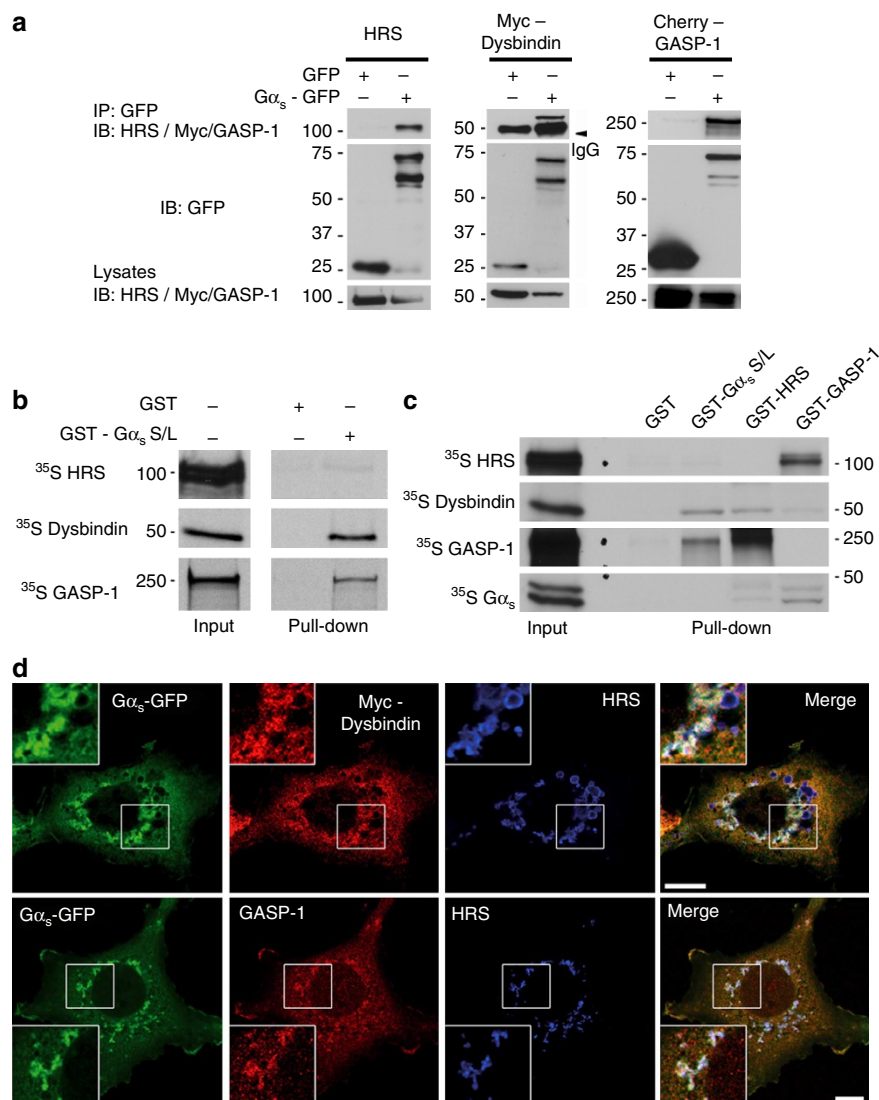 a
HRS
Myc –
Dysbindin
Cherry –
GASP-1
GFP + – + – + –
Gαs - GFP – + – + – +
IP: GFP
IB: HRS / Myc/GASP-1
100 -
50 -
IgG
250 -
IB: GFP
75 -
50 -
37 -
25 -
75 -
50 -
37 -
25 -
75 -
50 -
37 -
25 -
Lysates
IB: HRS / Myc/GASP-1
100 -
50 -
250 -
b
GST – + –
GST - Gαs S/L – – +
35S HRS 100 -
35S Dysbindin 50 -
35S GASP-1 250 -
Input Pull-down
c
GST GST-Gαs S/L GST-HRS GST-GASP-1
35S HRS - 100
35S Dysbindin - 50
35S GASP-1 - 250
- 50
35S Gαs
Input Pull-down
d
Gαs-GFP
Myc -
Dysbindin
HRS
Merge
Gαs-GFP
GASP-1
HRS
Merge